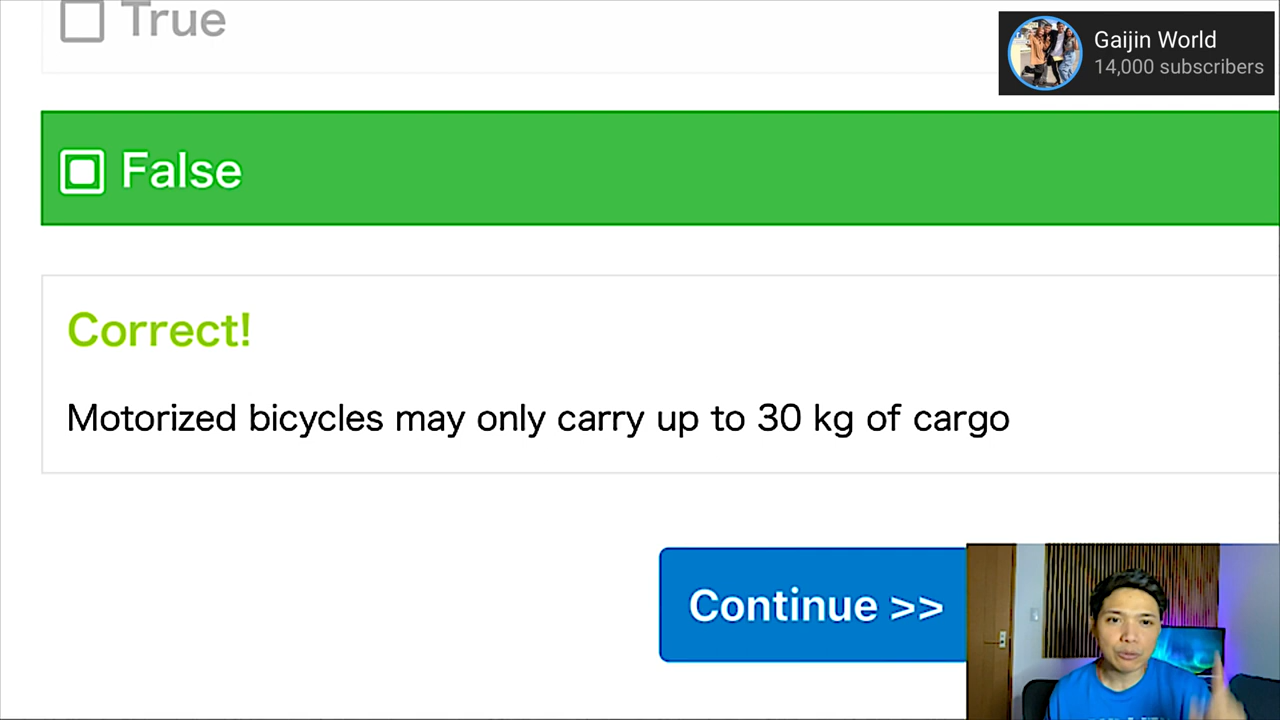 True
Gaijin World
14,000 subscribers
False
Correct!
Motorized bicycles may only carry up to 30 kg of cargo
Continue >>